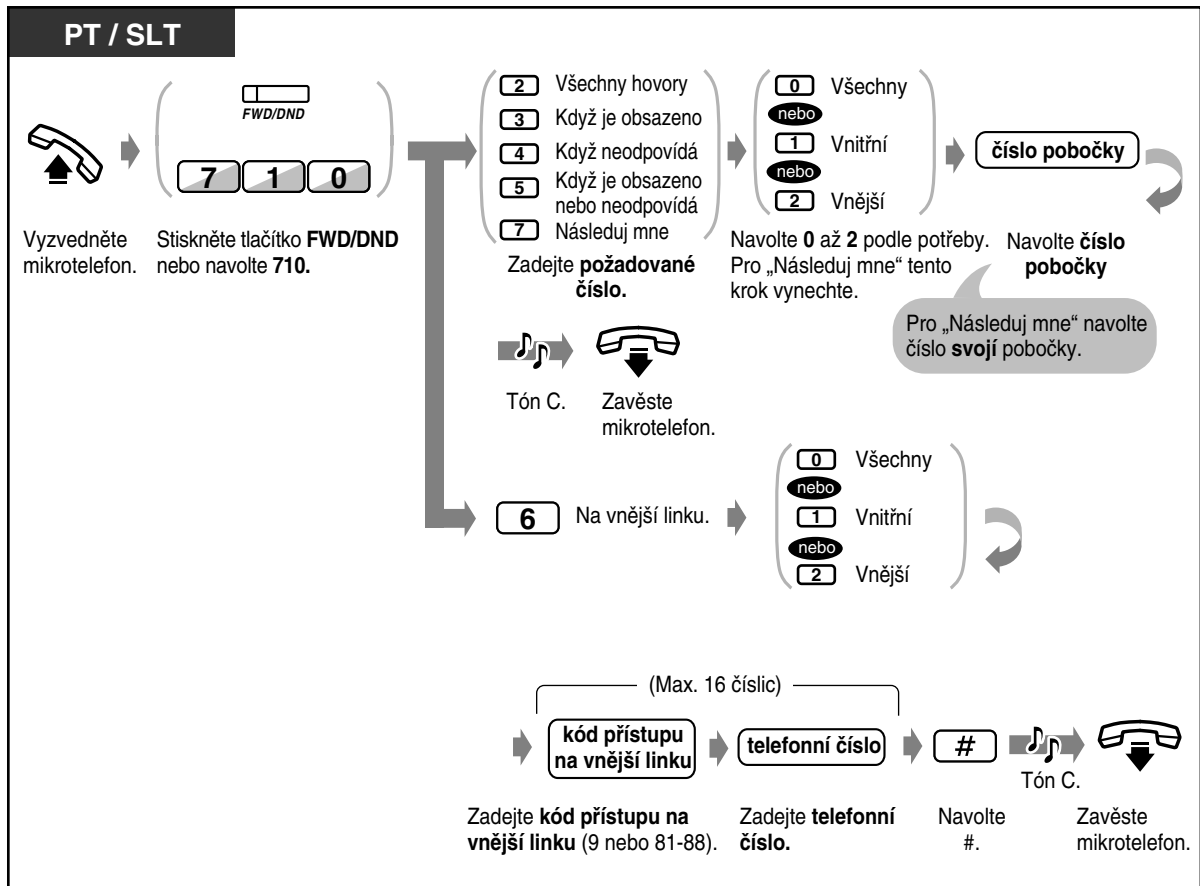 PT / SLT
FWD/DND
7 1 0
Vyzvedněte
mikrotelefon.
Stiskněte tlačítko FWD/DND
nebo navolte 710.
2 Všechny hovory
3 Když je obsazeno
4 Když neodpovídá
5 Když je obsazeno
nebo neodpovídá
7 Následuj mne
Zadejte požadované
číslo.
0 Všechny
nebo
1 Vnitřní
nebo
2 Vnější
Navolte 0 až 2 podle potřeby.
Pro „Následuj mne“ tento
krok vynechte.
číslo pobočky
Navolte číslo
pobočky
Pro „Následuj mne“ navolte
číslo svojí pobočky.
Tón C.
Zavěste
mikrotelefon.
6 Na vnější linku.
0 Všechny
nebo
1 Vnitřní
nebo
2 Vnější
(Max. 16 číslic)
kód přístupu
na vnější linku
telefonní číslo
#
Tón C.
Zadejte kód přístupu na
vnější linku (9 nebo 81-88).
Zadejte telefonní
číslo.
Navolte
#.
Zavěste
mikrotelefon.